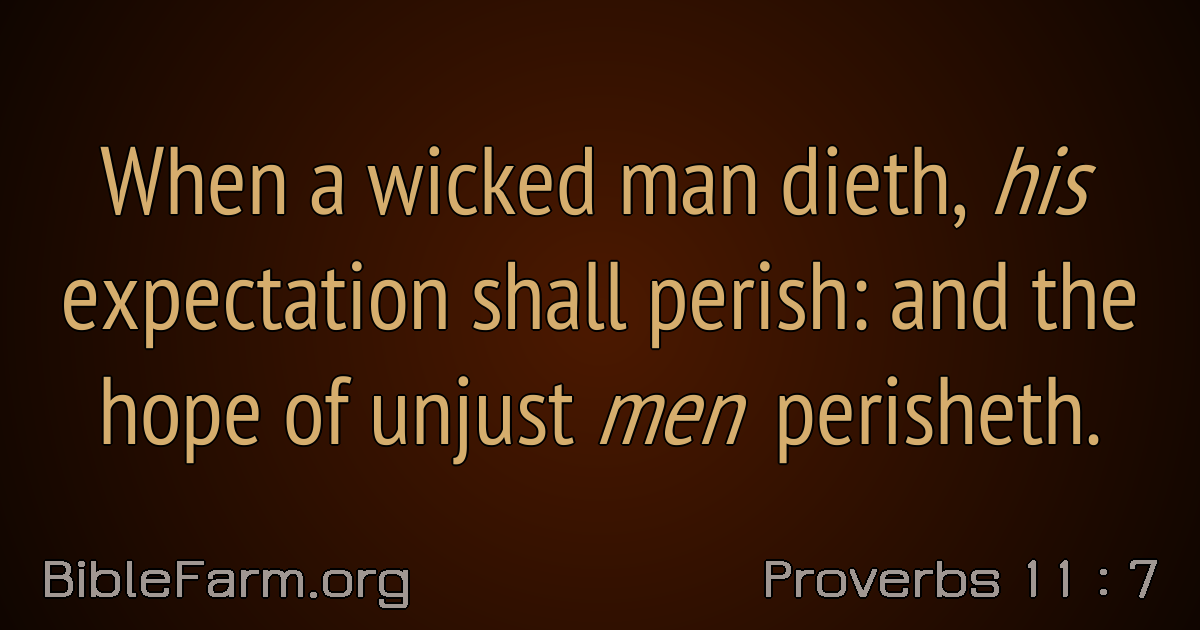 When a wicked man dieth, his
expectation shall perish: and the
hope of unjust men perisheth.
BibleFarm.org
Proverbs 11 : 7